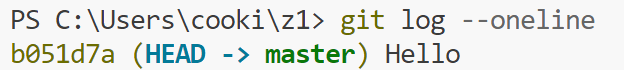 PS C:\Users\cooki\z1> git log --oneline
b051d7a (HEAD -> master) Hello